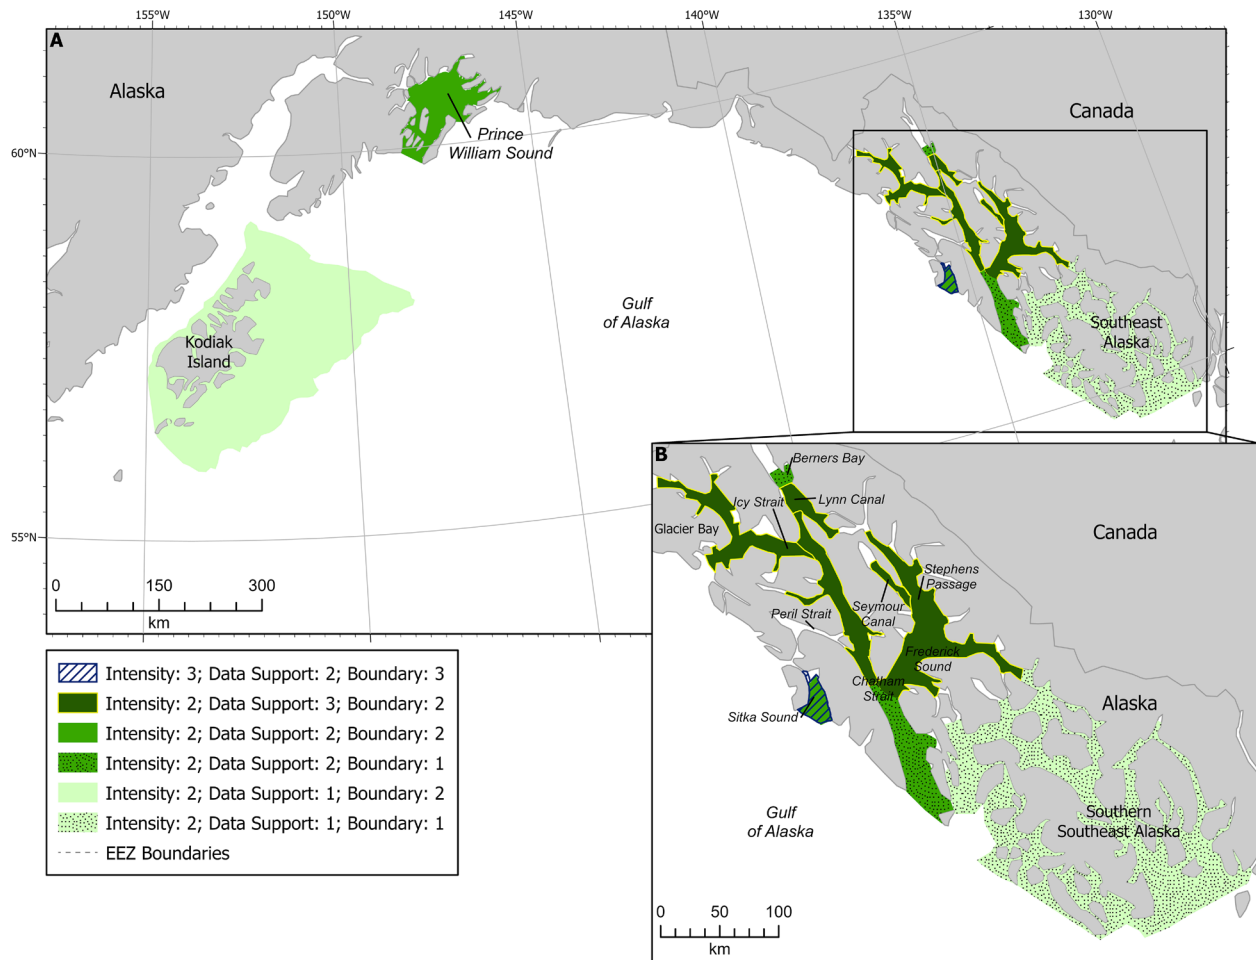 155°W
150°W
145°W
140°W
135°W
130°W
A
Alaska
Canada
Prince
William Sound
60°N
Gulf
of Alaska
Kodiak
Island
Southeast
Alaska
55°N
0 150 300
km
B
Berners Bay
Icy Strait
Lynn Canal
Glacier Bay
Canada
Stephens
Passage
Seymour
Canal
Peril Strait
Frederick
Sound
Chatham
Strait
Sitka Sound
Alaska
Gulf
of Alaska
Southern
Southeast Alaska
0 50 100
km
Intensity: 3; Data Support: 2; Boundary: 3
Intensity: 2; Data Support: 3; Boundary: 2
Intensity: 2; Data Support: 2; Boundary: 2
Intensity: 2; Data Support: 2; Boundary: 1
Intensity: 2; Data Support: 1; Boundary: 2
Intensity: 2; Data Support: 1; Boundary: 1
EEZ Boundaries